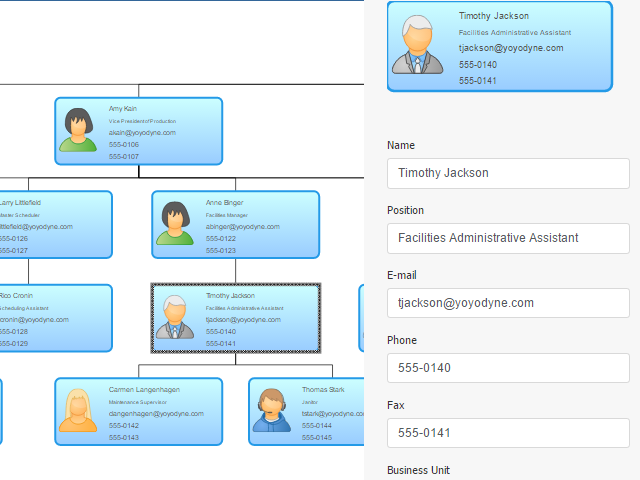 Amy Kain
Vice President/Production
akain@yoyodyne.com
555-0106
555-0107
Larry Littlefield
Master Scheduler
littlefield@yoyodyne.com
555-0126
555-0127
Anne Binger
Facilities Manager
abinger@yoyodyne.com
555-0122
555-0123
Rico Cronin
Scheduling Assistant
cronin@yoyodyne.com
555-0128
555-0129
Timothy Jackson
Facilities Administrative Assistant
tjackson@yoyodyne.com
555-0140
555-0141
Carmen Langenhagen
Maintenance Supervisor
clangenhagen@yoyodyne.com
555-0142
555-0143
Thomas Stark
Janitor
tstark@yoyodyne.co
555-0144
555-0145
Timothy Jackson
Facilities Administrative Assistant
tjackson@yoyodyne.com
555-0140
555-0141
Name
Timothy Jackson
Position
Facilities Administrative Assistant
E-mail
tjackson@yoyodyne.com
Phone
555-0140
Fax
555-0141
Business Unit